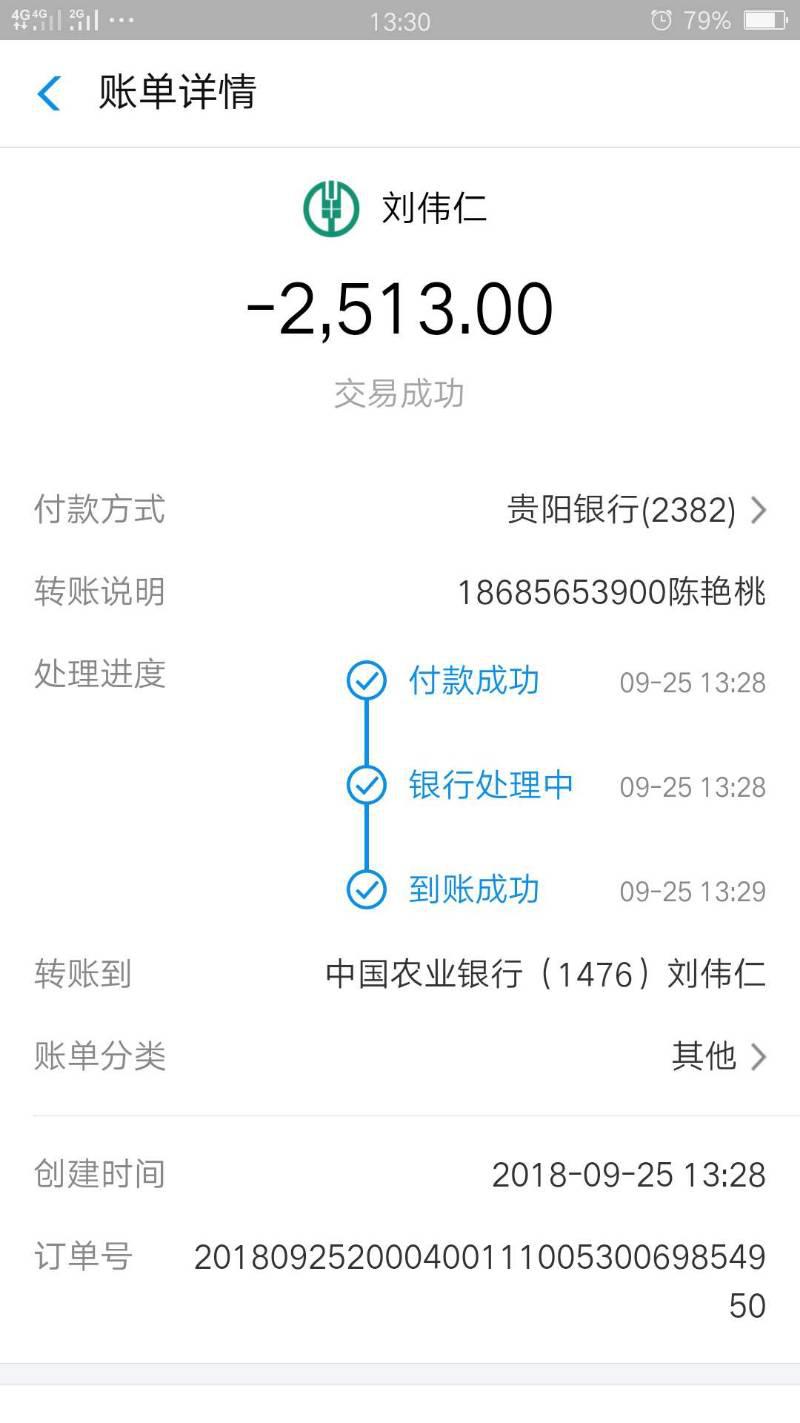 4G 4G 2G 13:30 79%
账单详情
刘伟仁
-2,513.00
交易成功
付款方式 贵阳银行(2382)
转账说明 18685653900陈艳桃
处理进度 付款成功 09-25 13:28
银行处理中 09-25 13:28
到账成功 09-25 13:29
转账到 中国农业银行（1476）刘伟仁
账单分类 其他
创建时间 2018-09-25 13:28
订单号 201809252000400111005300698549
50